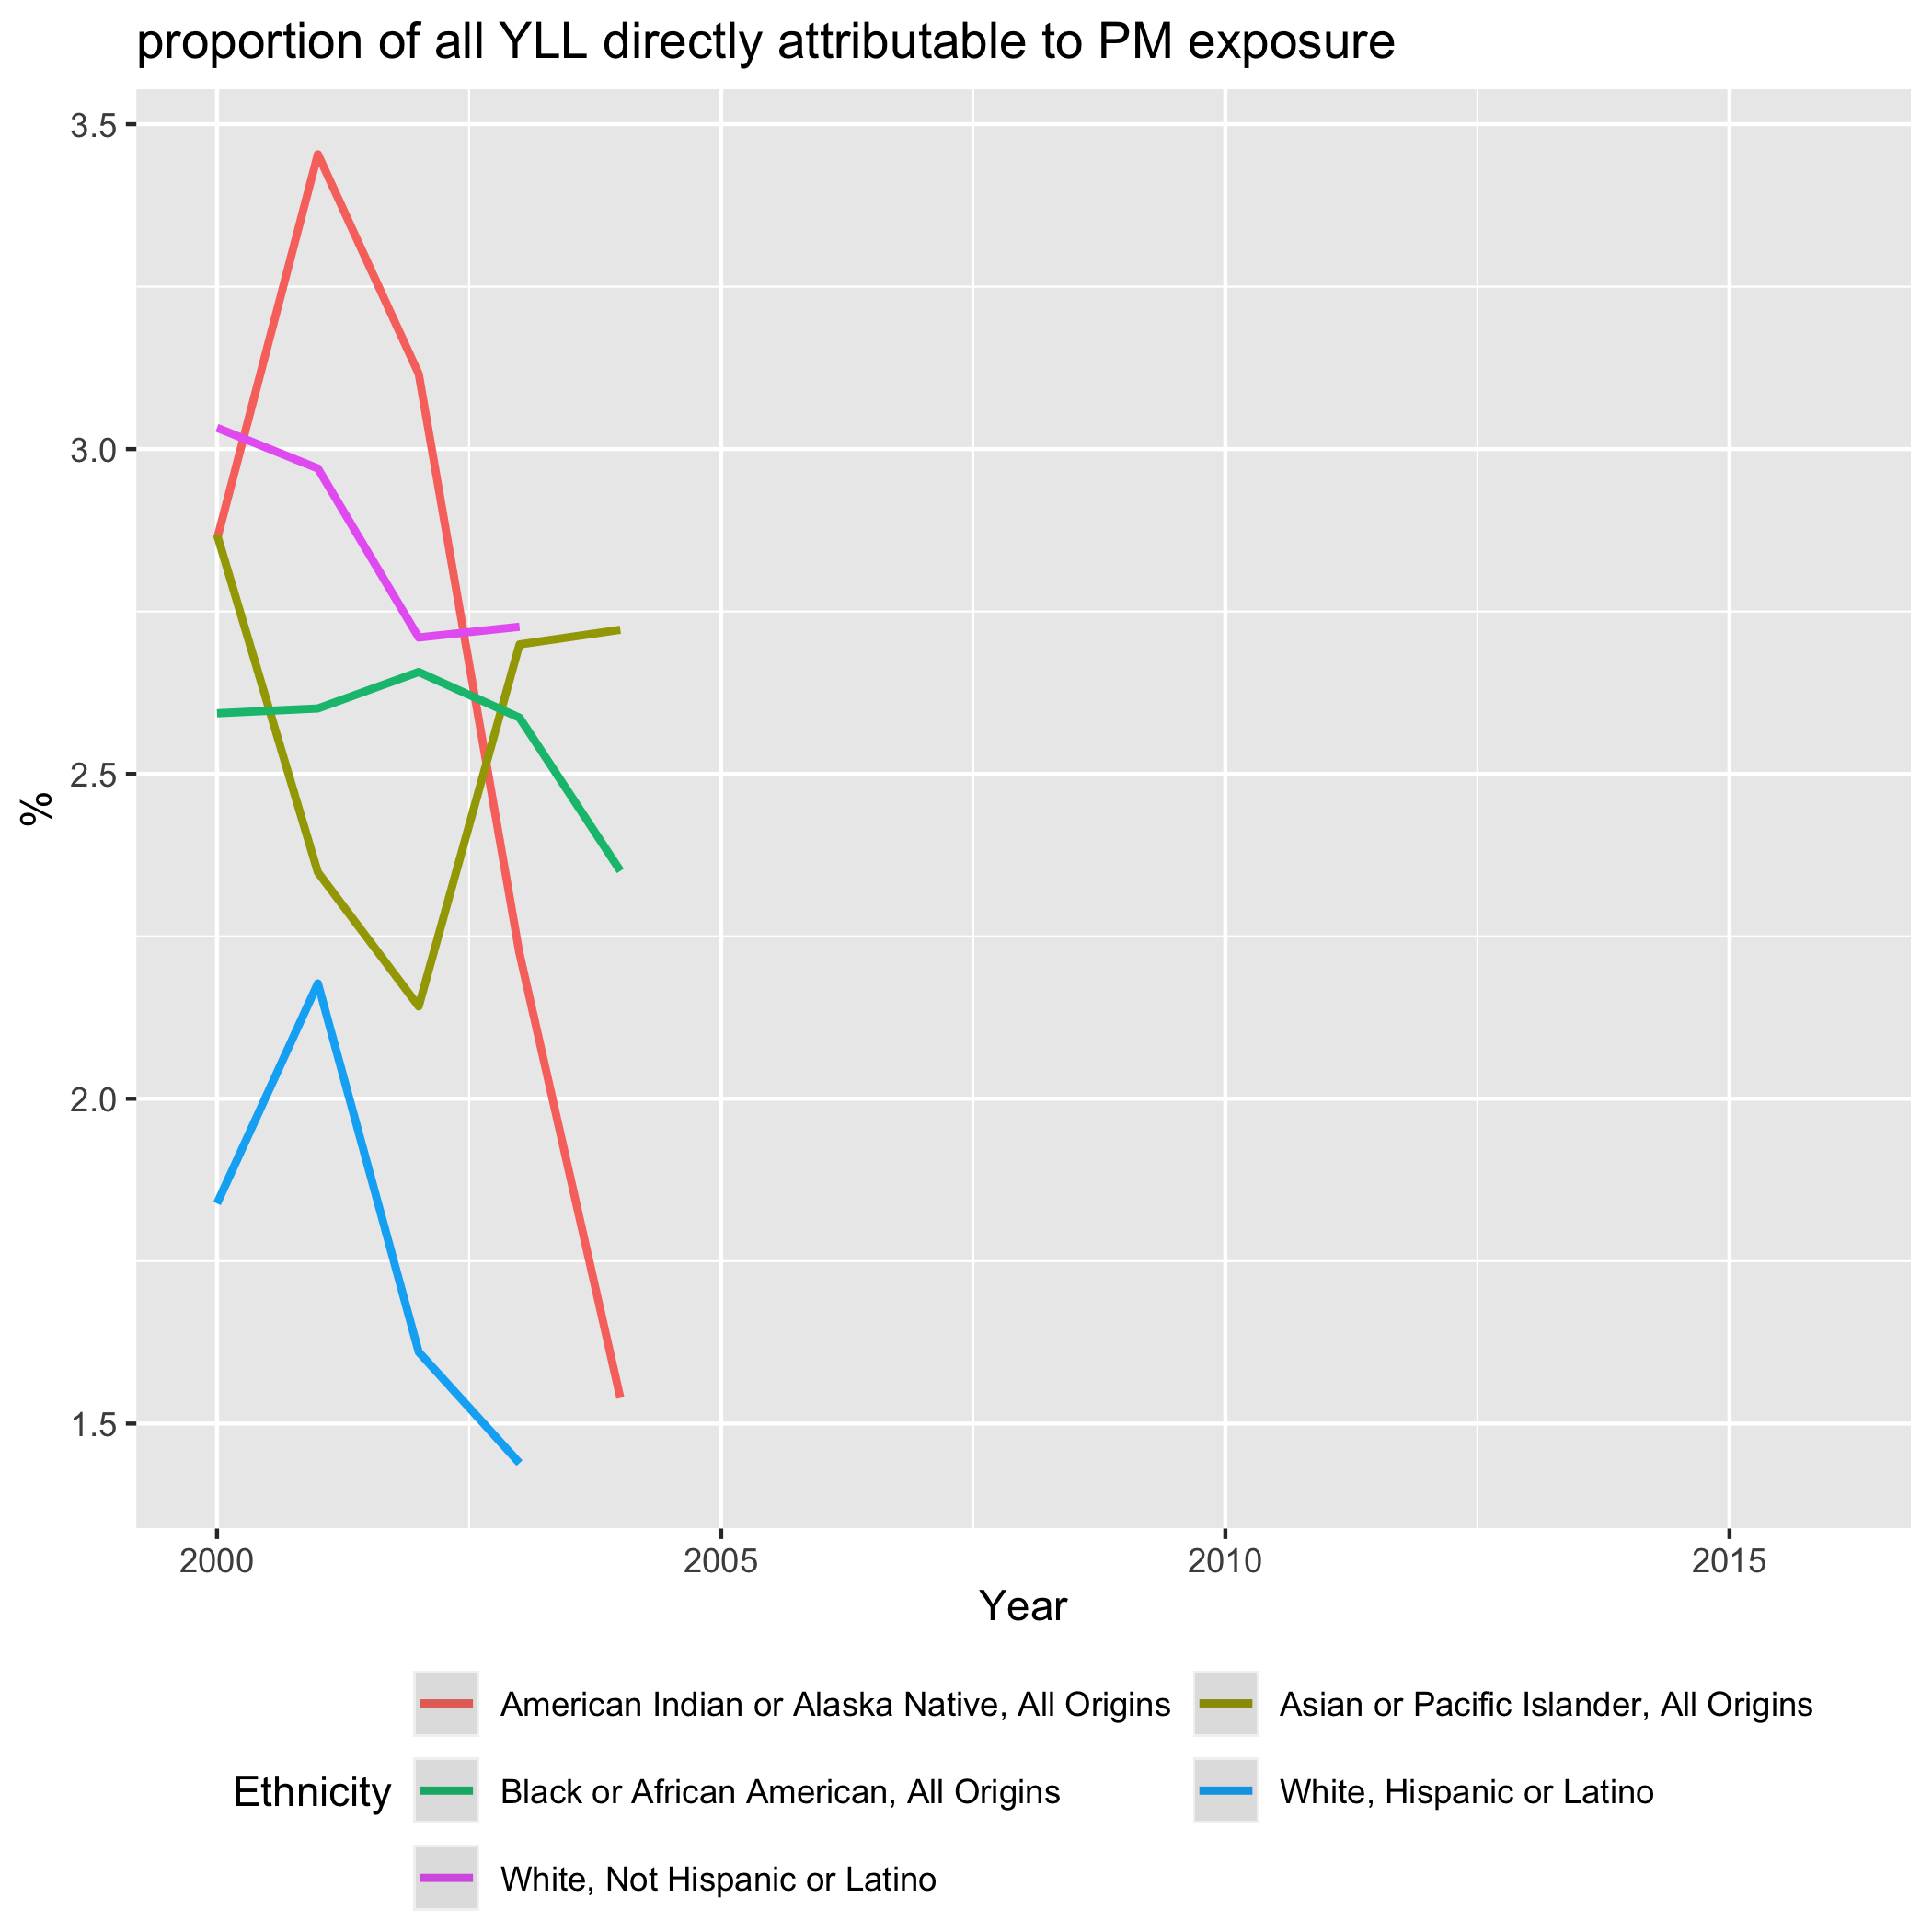 proportion of all YLL directly attributable to PM exposure
3.5
3.0
2.5
2.0
1.5
%
2000 2005 2010 2015
Year
Ethnicity
American Indian or Alaska Native, All Origins
Asian or Pacific Islander, All Origins
Black or African American, All Origins
White, Hispanic or Latino
White, Not Hispanic or Latino